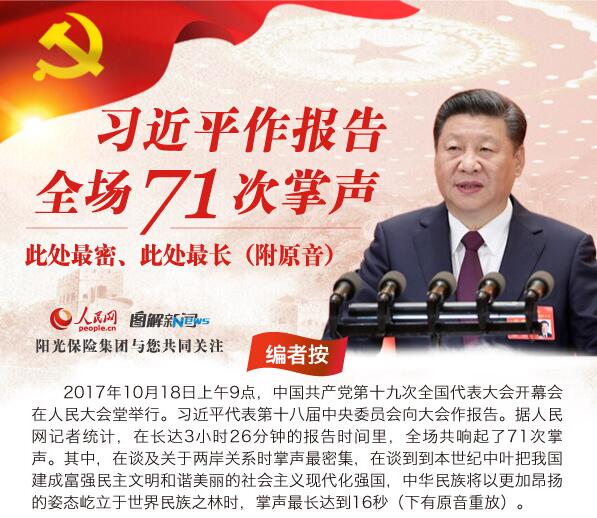 习近平作报告
全场71次掌声
此处最密、此处最长（附原音）
人民网
people.cn
图解新闻
News
阳光保险集团与您共同关注
编者按
2017年10月18日上午9点，中国共产党第十九次全国代表大会开幕会
在人民大会堂举行。习近平代表第十八届中央委员会向大会作报告。据人民
网记者统计，在长达3小时26分钟的报告时间里，全场共响起了71次掌
声。其中，在谈及关于两岸关系时掌声最密集，在谈到到本世纪中叶把我国
建成富强民主文明和谐美丽的社会主义现代化强国，中华民族将以更加昂扬
的姿态屹立于世界民族之林时，掌声最长达到16秒（下有原音重放）。